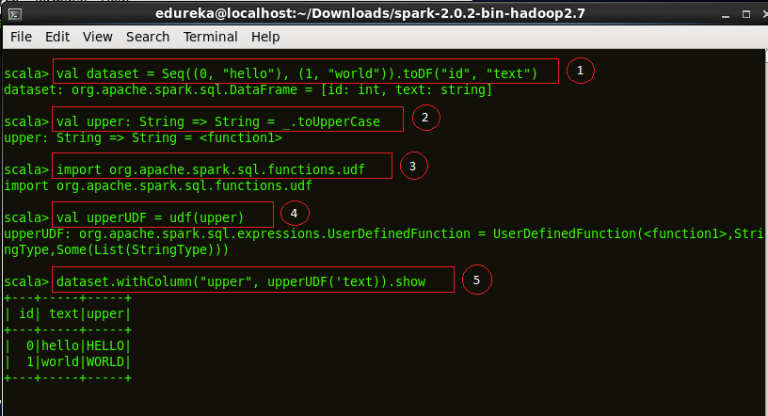 edureka@localhost:~/Downloads/spark-2.0.2-bin-hadoop2.7
File Edit View Search Terminal Help
scala> val dataset = Seq((0, "hello"), (1, "world")).toDF("id", "text") 1
dataset: org.apache.spark.sql.DataFrame = [id: int, text: string]
scala> val upper: String => String = _.toUpperCase 2
upper: String => String = <function1>
scala> import org.apache.spark.sql.functions.udf 3
import org.apache.spark.sql.functions.udf
scala> val upperUDF = udf(upper) 4
upperUDF: org.apache.spark.sql.expressions.UserDefinedFunction = UserDefinedFunction(<function1>,Stri
ngType,Some(List(StringType)))
scala> dataset.withColumn("upper", upperUDF('text)).show 5
+---+-----+-----+
| id| text|upper|
+---+-----+-----+
|  0|hello|HELLO|
|  1|world|WORLD|
+---+-----+-----+